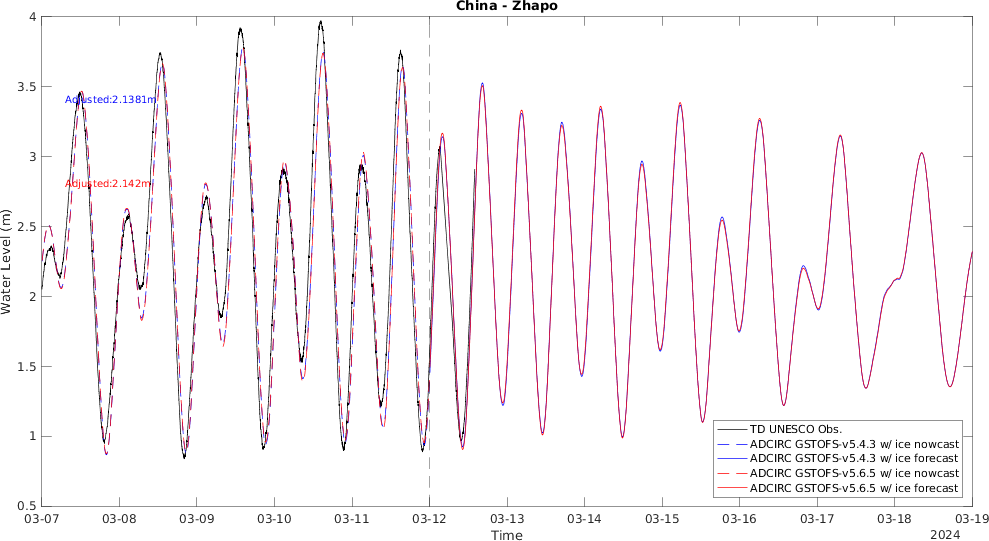 China - Zhapo
4
3.5
3
2.5
2
1.5
1
0.5
Water Level (m)
Adjusted:2.1381m
Adjusted:2.142m
TD UNESCO Obs.
ADCIRC GSTOFS-v5.4.3 w/ ice nowcast
ADCIRC GSTOFS-v5.4.3 w/ ice forecast
ADCIRC GSTOFS-v5.6.5 w/ ice nowcast
ADCIRC GSTOFS-v5.6.5 w/ ice forecast
03-07 03-08 03-09 03-10 03-11 03-12 03-13 03-14 03-15 03-16 03-17 03-18 03-19
Time
2024